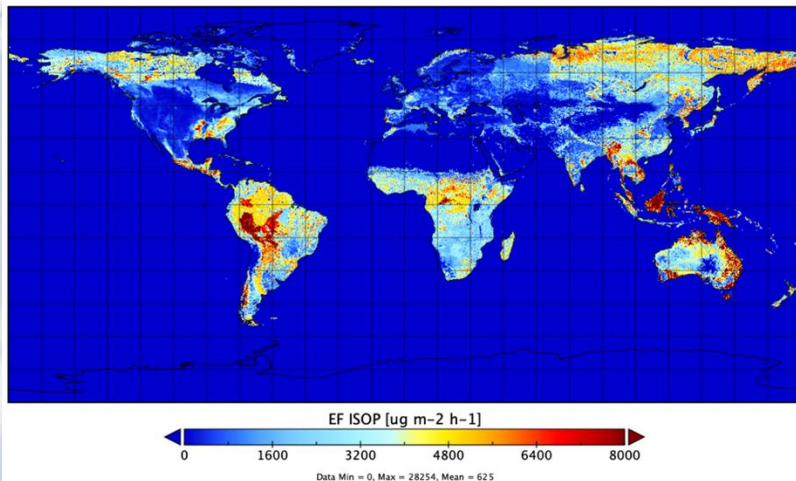 EF ISOP [ug m-2 h-1]
0 1600 3200 4800 6400 8000
Data Min = 0, Max = 28254, Mean = 625